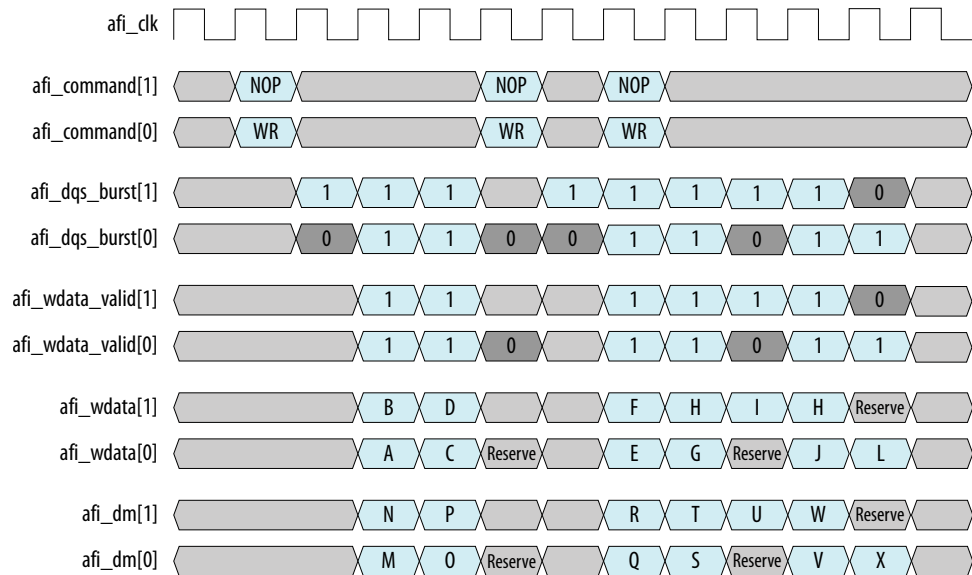 afi_clk
afi_command[1] NOP NOP NOP
afi_command[0] WR WR WR
afi_dqs_burst[1] 1 1 1 1 1 1 1 1 0
afi_dqs_burst[0] 0 1 1 0 0 1 1 0 1 1
afi_wdata_valid[1] 1 1 1 1 1 1 0
afi_wdata_valid[0] 1 1 0 1 1 0 1 1
afi_wdata[1] B D F H I H Reserve
afi_wdata[0] A C Reserve E G Reserve J L
afi_dm[1] N P R T U W Reserve
afi_dm[0] M O Reserve Q S Reserve V X